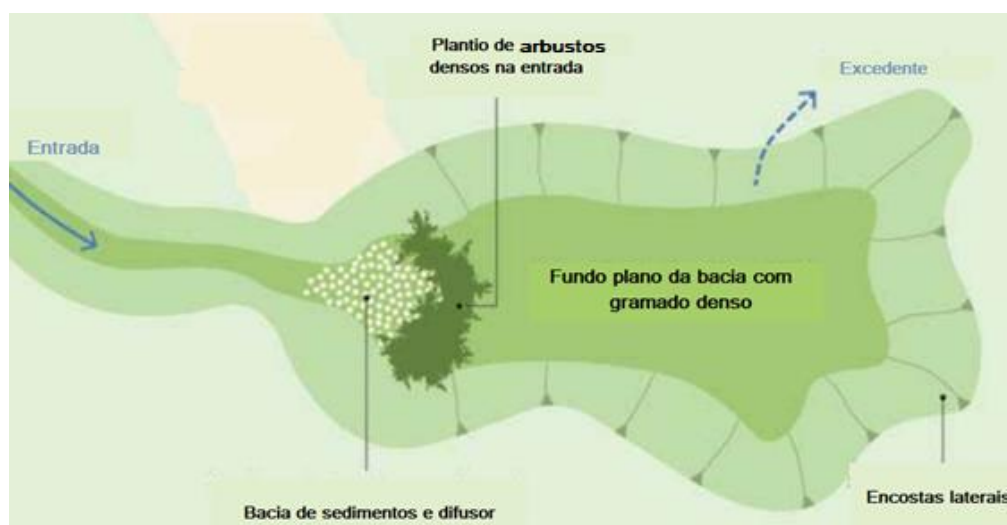 Plantio de arbustos
densos na entrada
Excedente
Entrada
Fundo plano da bacia com
gramado denso
Encostas laterais
Bacia de sedimentos e difusor